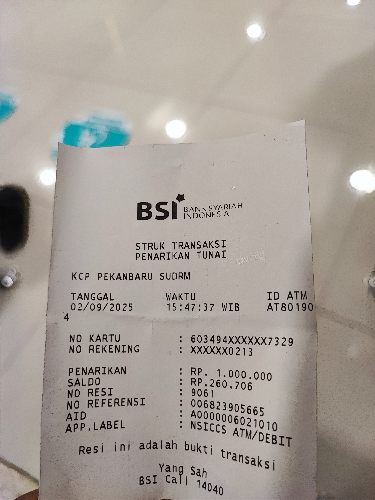 BSI BANK SYARIAH
INDONESIA
STRUK TRANSAKSI
PENARIKAN TUNAI
KCP PEKANBARU SUDRM
TANGGAL WAKTU ID ATM
02/09/2025 15:47:37 WIB AT80190
4
NO KARTU : 603494XXXXXX7329
NO REKENING : XXXXXX0213
PENARIKAN : RP. 1.000.000
SALDO : RP.260.706
NO RESI : 9061
NO REFERENSI : 006823905665
AID : A0000006021010
APP.LABEL : NSICCS ATM/DEBIT
Resi ini adalah bukti transaksi
Yang Sah
BSI Call 14040